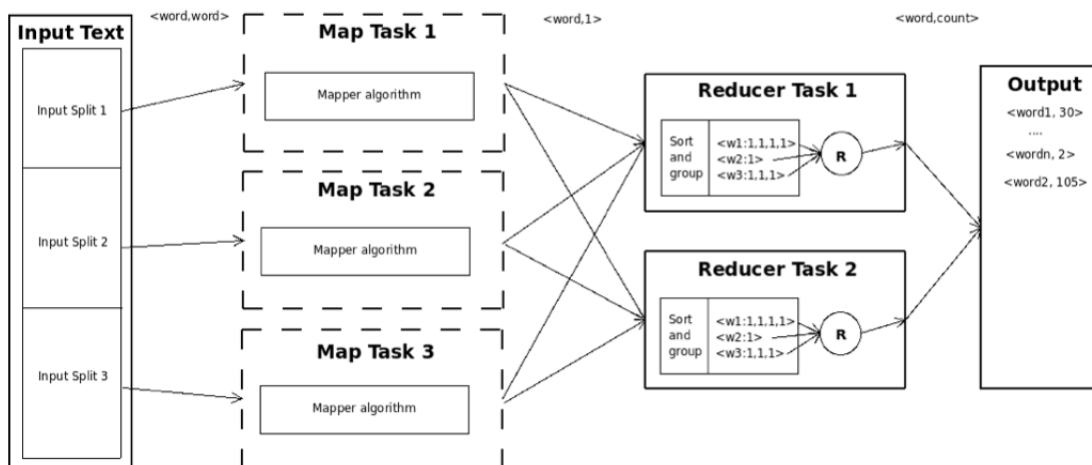 <word,word>
<word,1>
<word,count>
Input Text
Input Split 1
Input Split 2
Input Split 3
Map Task 1
Mapper algorithm
Map Task 2
Mapper algorithm
Map Task 3
Mapper algorithm
Reducer Task 1
Sort
and
group
<w1:1,1,1,1>
<w2:1>
<w3:1,1,1>
R
Reducer Task 2
Sort
and
group
<w1:1,1,1,1>
<w2:1>
<w3:1,1,1>
R
Output
<word1, 30>
....
<wordn, 2>
<word2, 105>